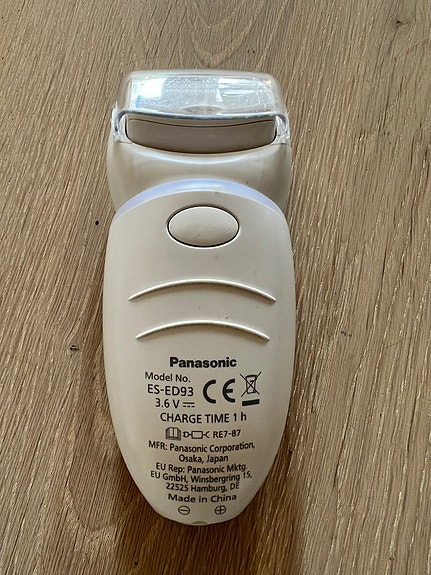 Panasonic
Model No.
ES-ED93
3.6 V ⎓
CE
CHARGE TIME 1 h
RE7-87
MFR: Panasonic Corporation,
Osaka, Japan
EU Rep: Panasonic Mktg.
EU GmbH, Winsbergring 15,
22525 Hamburg, DE
Made in China
⊖ ⊕